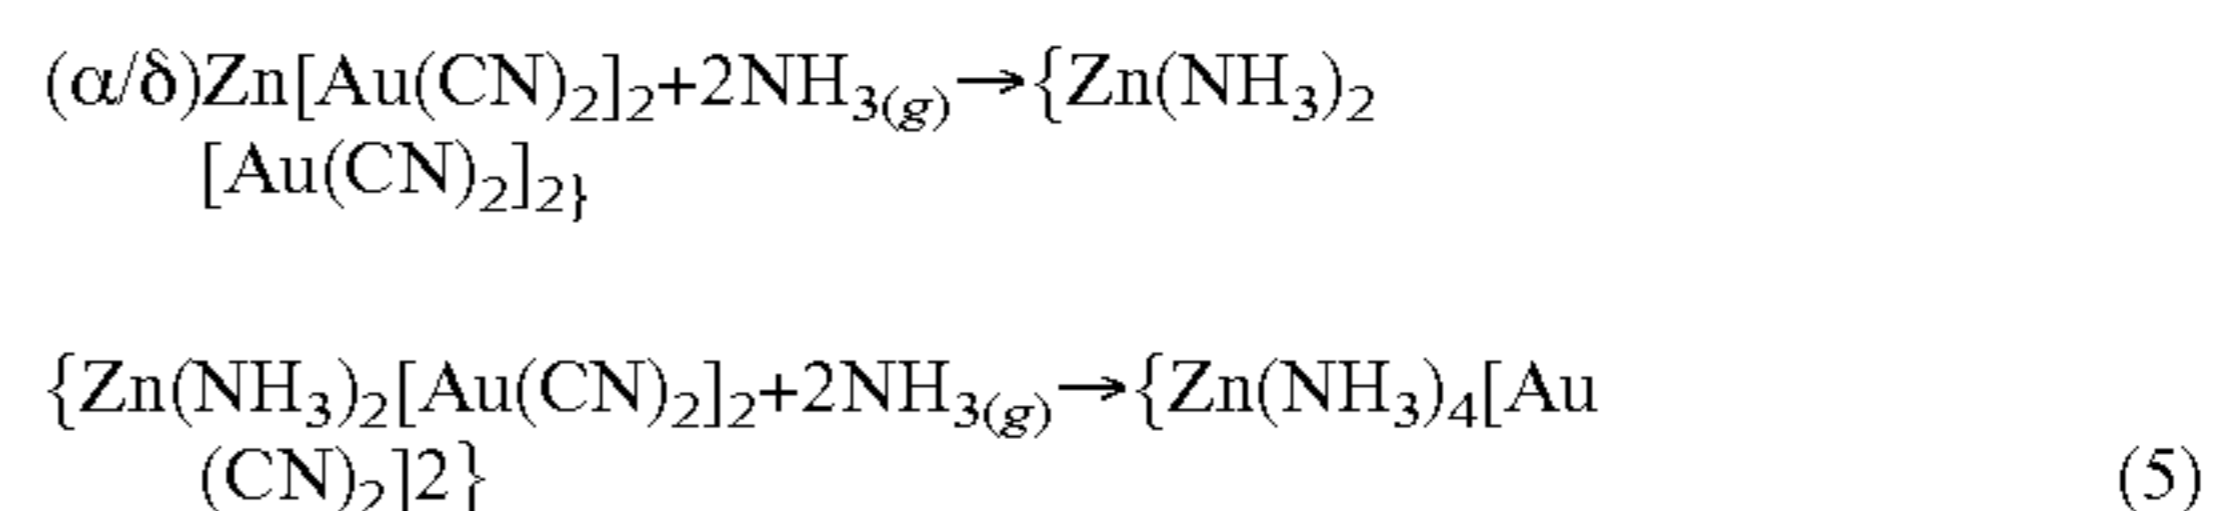 (α/δ)Zn[Au(CN)₂]₂+2NH₃₍g₎→{Zn(NH₃)₂
[Au(CN)₂]₂}
{Zn(NH₃)₂[Au(CN)₂]₂+2NH₃₍g₎→{Zn(NH₃)₄[Au
(CN)₂]2} (5)